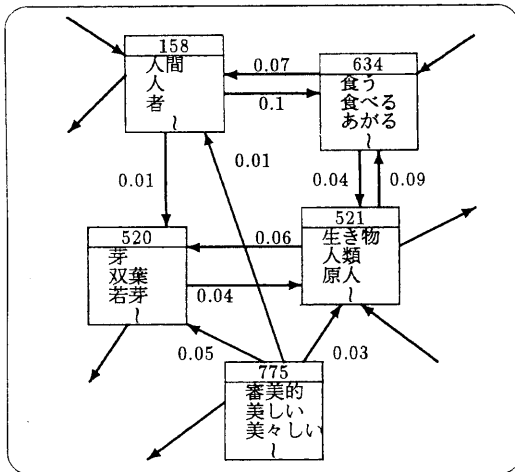 158
人間
人
者
~
0.07
0.1
634
食う
食べる
あがる
~
0.01
0.01
0.04
0.09
520
芽
双葉
若芽
~
0.06
0.04
521
生き物
人類
原人
~
0.05
0.03
775
審美的
美しい
美々しい
~